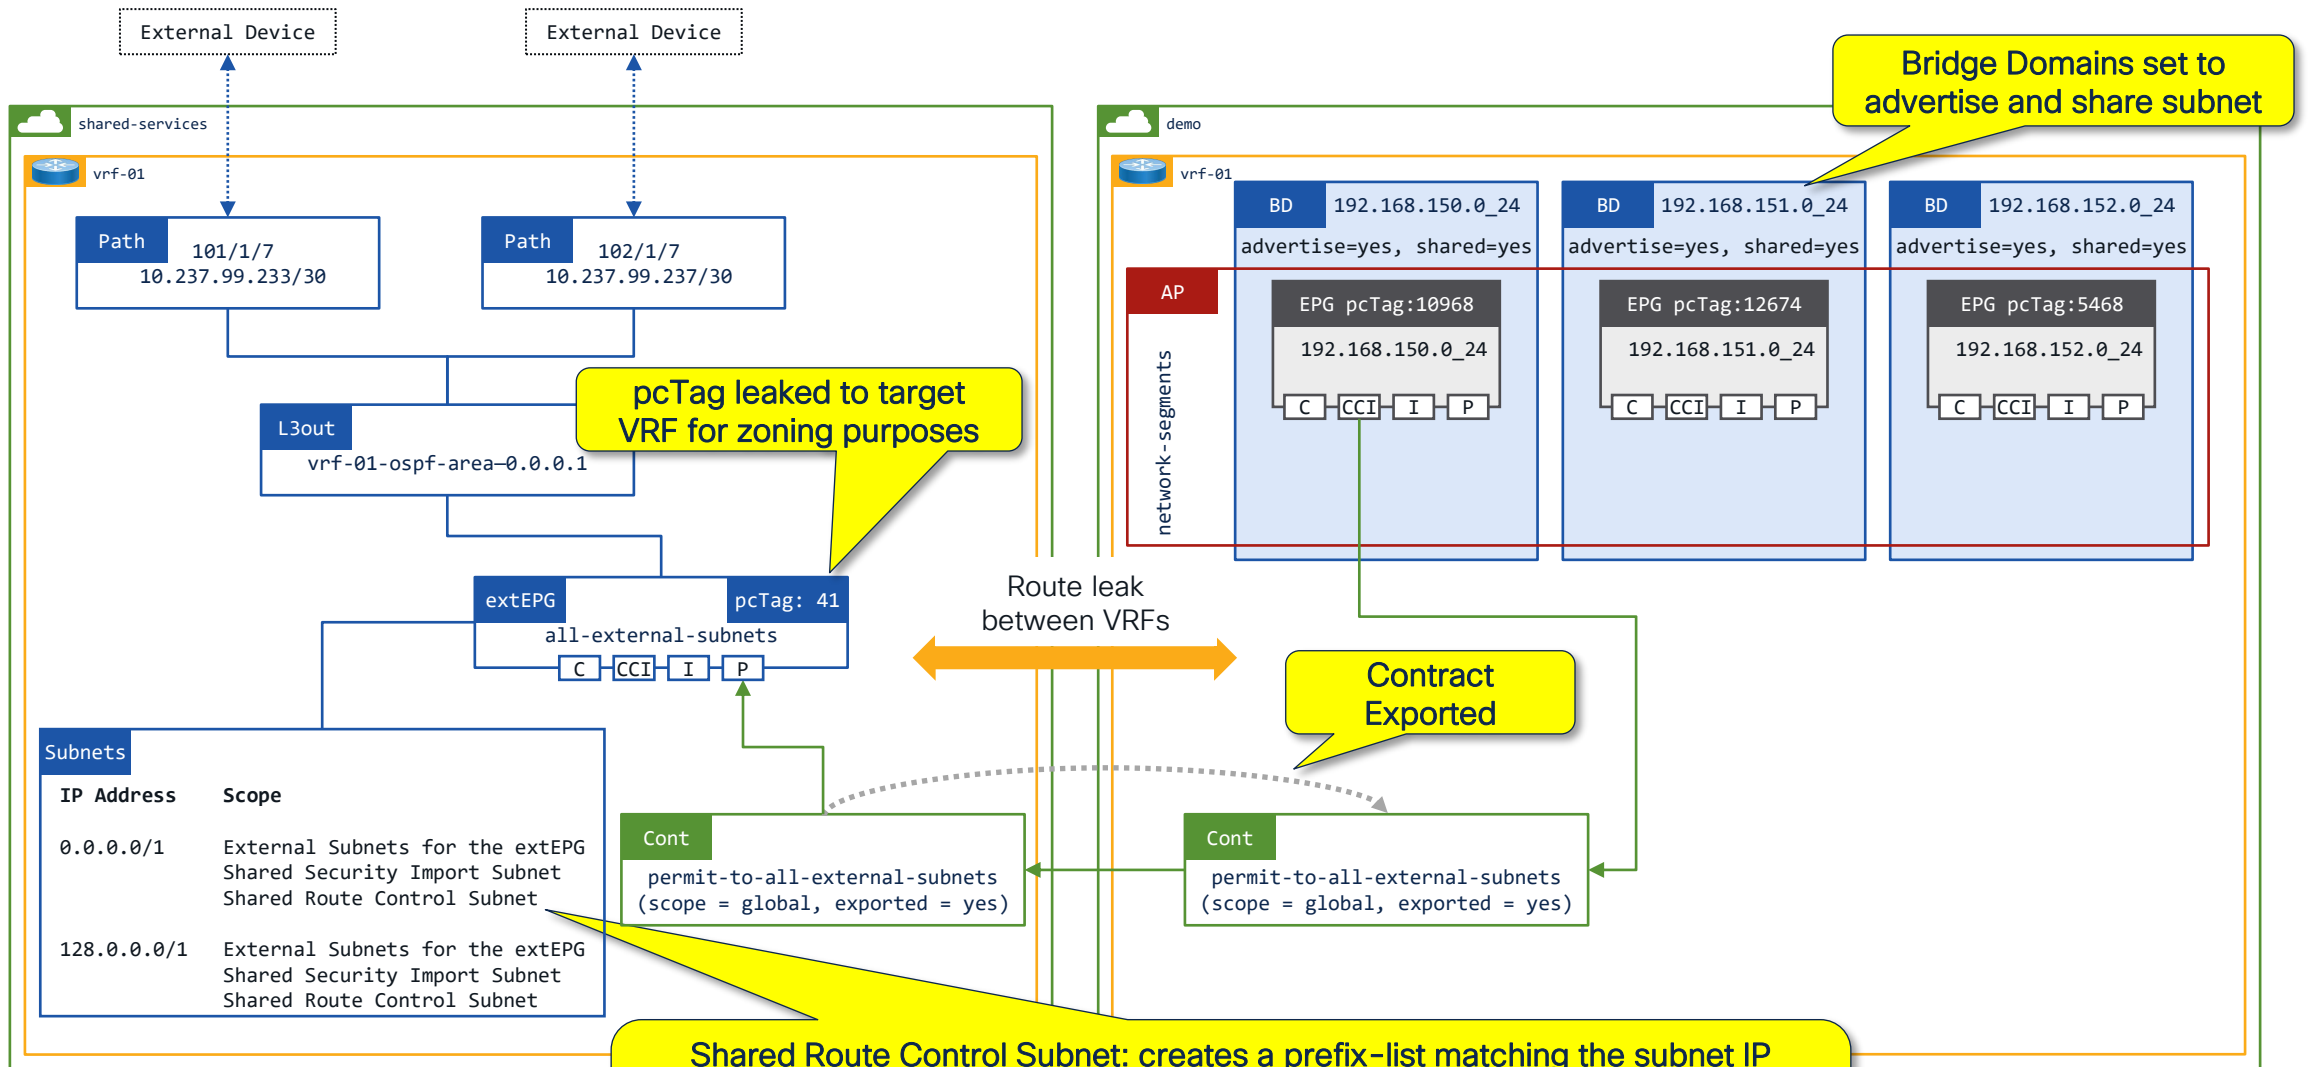 External Device
External Device
Bridge Domains set to
advertise and share subnet
shared-services
vrf-01
Path
101/1/7
10.237.99.233/30
Path
102/1/7
10.237.99.237/30
L3out
vrf-01-ospf-area-0.0.0.1
pcTag leaked to target
VRF for zoning purposes
extEPG
pcTag: 41
all-external-subnets
C CCI I P
Subnets
IP Address Scope
0.0.0.0/1 External Subnets for the extEPG
Shared Security Import Subnet
Shared Route Control Subnet
128.0.0.0/1 External Subnets for the extEPG
Shared Security Import Subnet
Shared Route Control Subnet
Cont
permit-to-all-external-subnets
(scope = global, exported = yes)
Route leak
between VRFs
demo
vrf-01
BD 192.168.150.0_24
advertise=yes, shared=yes
BD 192.168.151.0_24
advertise=yes, shared=yes
BD 192.168.152.0_24
advertise=yes, shared=yes
AP
network-segments
EPG pcTag:10968
192.168.150.0_24
C CCI I P
EPG pcTag:12674
192.168.151.0_24
C CCI I P
EPG pcTag:5468
192.168.152.0_24
C CCI I P
Contract
Exported
Cont
permit-to-all-external-subnets
(scope = global, exported = yes)
Shared Route Control Subnet: creates a prefix-list matching the subnet IP